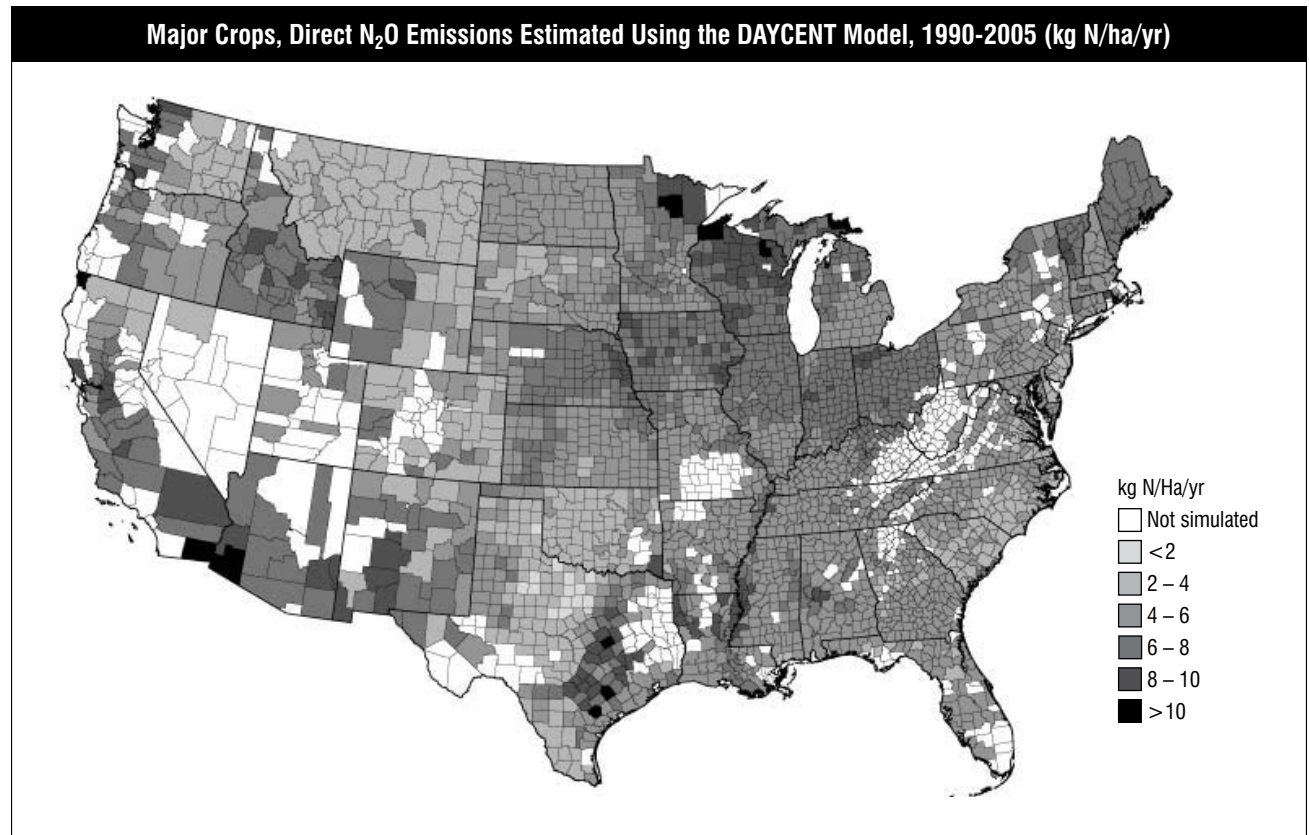 Major Crops, Direct N₂O Emissions Estimated Using the DAYCENT Model, 1990-2005 (kg N/ha/yr)
kg N/Ha/yr
Not simulated
<2
2 – 4
4 – 6
6 – 8
8 – 10
>10